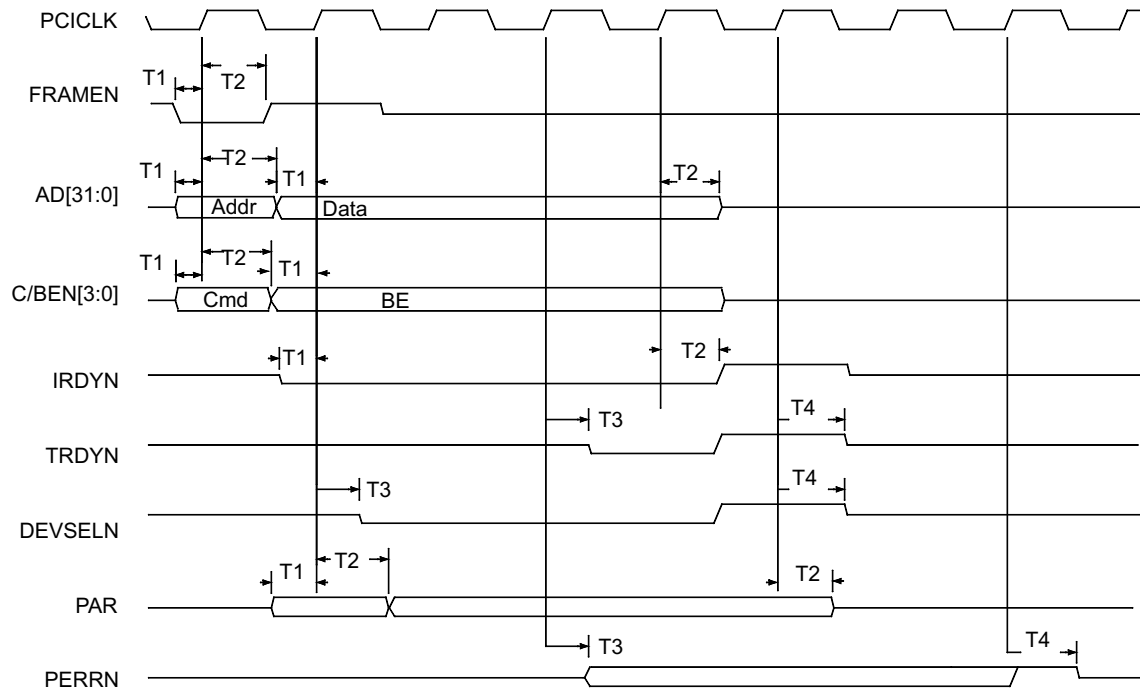 PCICLK
T1 T2
FRAMEN
T1 T2 T1 T2
AD[31:0]
Addr Data
T1 T2 T1
C/BEN[3:0]
Cmd BE
T1 T2
IRDYN
T3 T4
TRDYN
T3 T4
DEVSELN
T1 T2 T2
PAR
T3 T4
PERRN